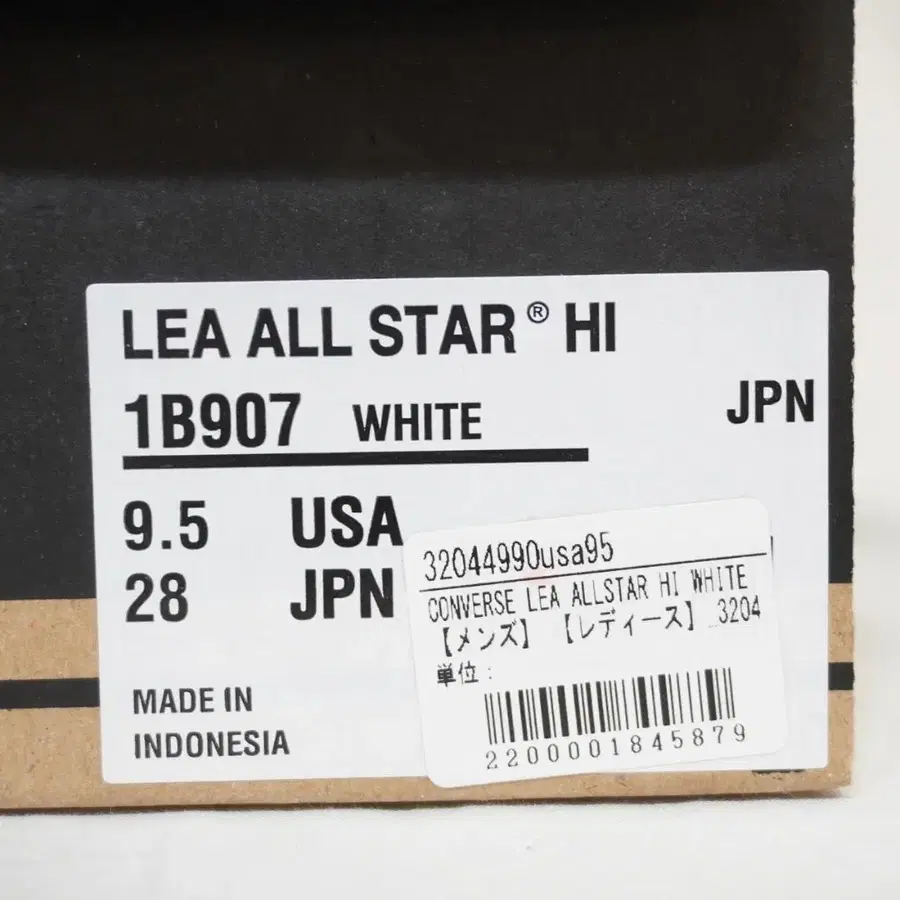 LEA ALL STAR® HI
1B907 WHITE JPN
9.5 USA
28 JPN
MADE IN
INDONESIA
32044990usa95
CONVERSE LEA ALLSTAR HI WHITE
【メンズ】 【レディース】 3204
単位:
2200001845879